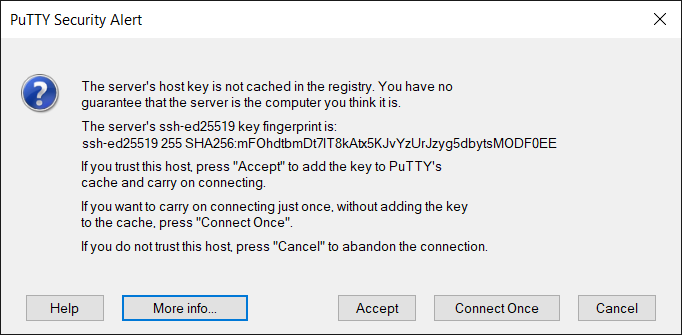 PuTTY Security Alert
The server's host key is not cached in the registry. You have no
guarantee that the server is the computer you think it is.
The server's ssh-ed25519 key fingerprint is:
ssh-ed25519 255 SHA256:mFOhdtbmDt7lT8kAtx5KJvYzUrJzyg5dbytsMODF0EE
If you trust this host, press "Accept" to add the key to PuTTY's
cache and carry on connecting.
If you want to carry on connecting just once, without adding the key
to the cache, press "Connect Once".
If you do not trust this host, press "Cancel" to abandon the connection.
Help More info... Accept Connect Once Cancel